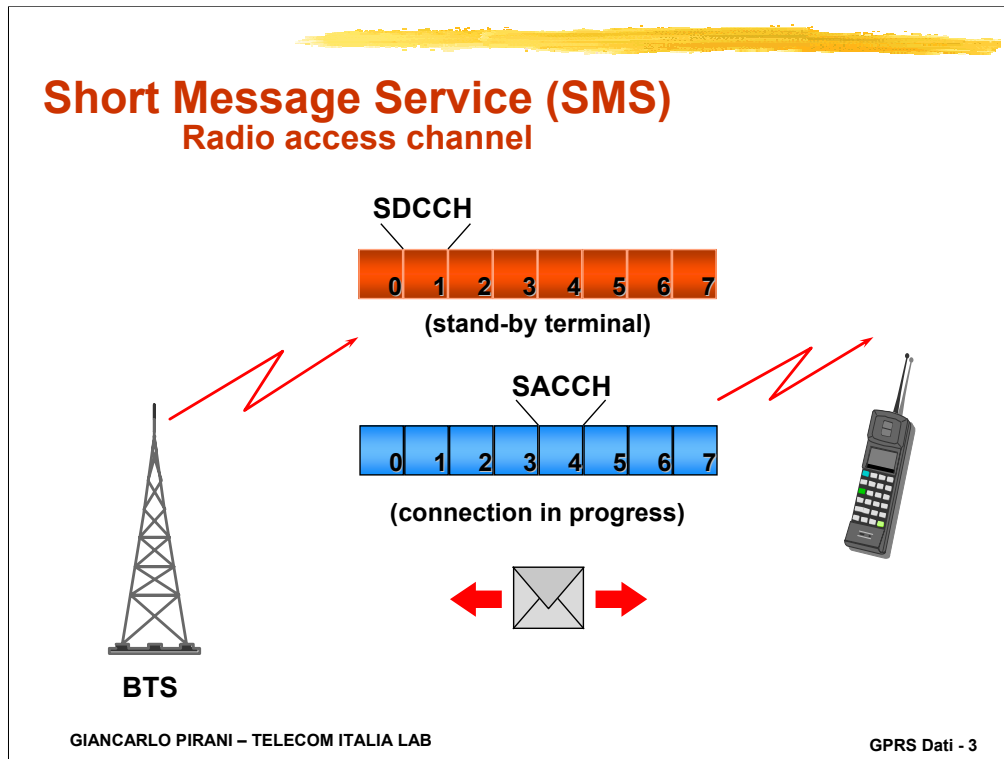 Short Message Service (SMS)
Radio access channel
SDCCH
0 1 2 3 4 5 6 7
(stand-by terminal)
SACCH
0 1 2 3 4 5 6 7
(connection in progress)
BTS
GIANCARLO PIRANI – TELECOM ITALIA LAB
GPRS Dati - 3